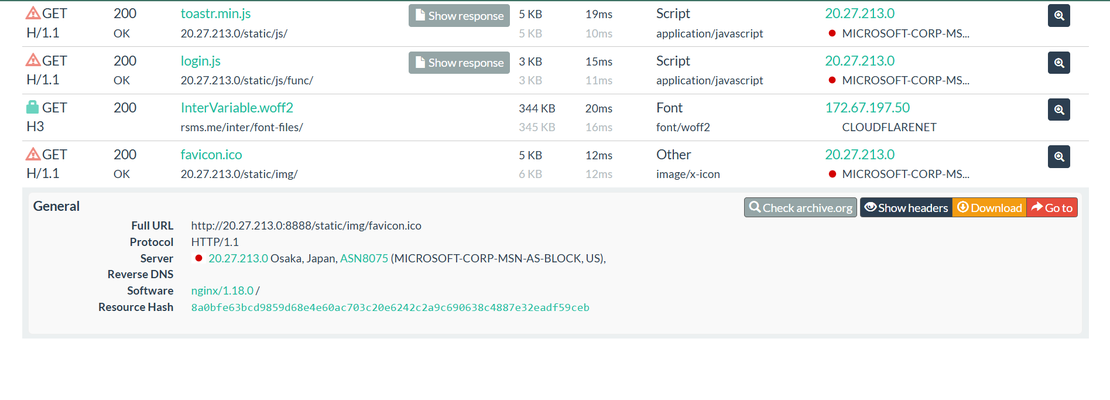 GET 200 toastr.min.js Show response 5 KB 19ms Script 20.27.213.0
H/1.1 OK 20.27.213.0/static/js/ 5 KB 10ms application/javascript MICROSOFT-CORP-MS...
GET 200 login.js Show response 3 KB 15ms Script 20.27.213.0
H/1.1 OK 20.27.213.0/static/js/func/ 3 KB 11ms application/javascript MICROSOFT-CORP-MS...
GET 200 InterVariable.woff2 344 KB 20ms Font 172.67.197.50
H3 rsms.me/inter/font-files/ 345 KB 16ms font/woff2 CLOUDFLARENET
GET 200 favicon.ico 5 KB 12ms Other 20.27.213.0
H/1.1 OK 20.27.213.0/static/img/ 6 KB 12ms image/x-icon MICROSOFT-CORP-MS...
General Check archive.org Show headers Download Go to
Full URL http://20.27.213.0:8888/static/img/favicon.ico
Protocol HTTP/1.1
Server 20.27.213.0 Osaka, Japan, ASN8075 (MICROSOFT-CORP-MSN-AS-BLOCK, US),
Reverse DNS
Software nginx/1.18.0 /
Resource Hash 8a0bfe63bcd9859d68e4e60ac703c20e6242c2a9c690638c4887e32eadf59ceb